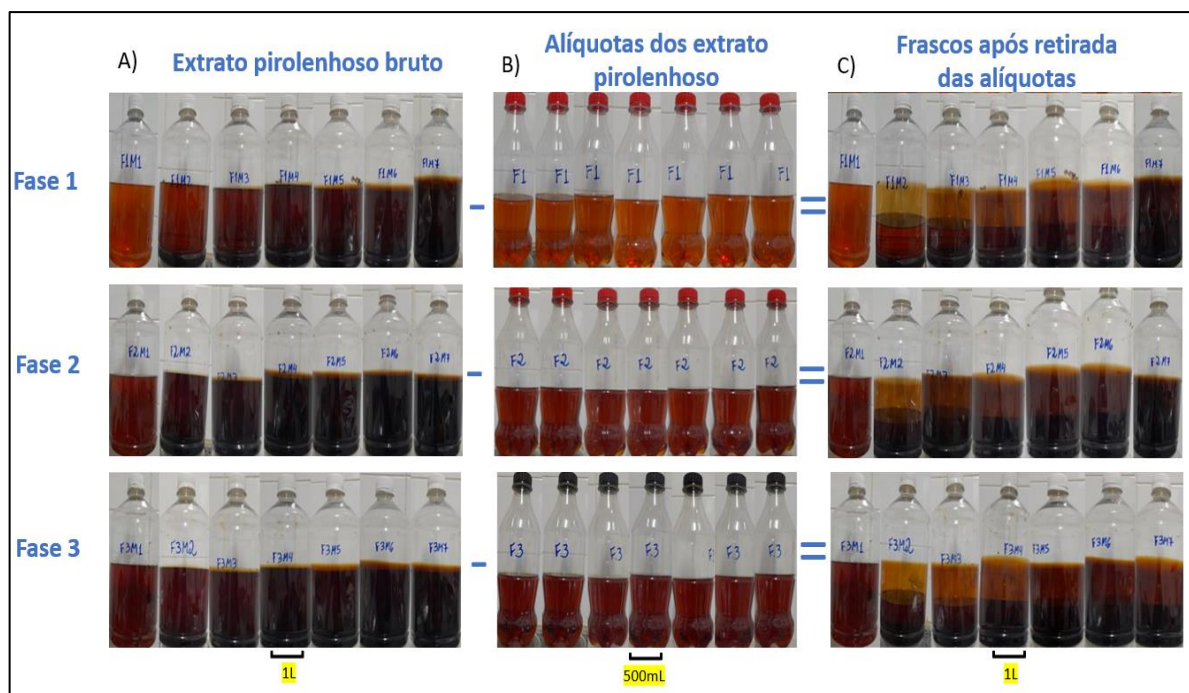 A)
Extrato pirolenhoso bruto
B)
Alíquotas dos extrato
pirolenhoso
C)
Frascos após retirada
das alíquotas
Fase 1
F1M1
F1M2
F1M3
F1M4
F1M5
F1M6
F1M7
-
F1
F1
F1
F1
F1
F1
F1
=
F1M1
F1M2
F1M3
F1M4
F1M5
F1M6
F1M7
Fase 2
F2M1
F2M2
F2M3
F2M4
F2M5
F2M6
F2M7
-
F2
F2
F2
F2
F2
F2
F2
=
F2M1
F2M2
F2M3
F2M4
F2M5
F2M6
F2M7
Fase 3
F3M1
F3M2
F3M3
F3M4
F3M5
F3M6
F3M7
-
F3
F3
F3
F3
F3
F3
=
F3M1
F3M2
F3M3
F3M4
F3M5
F3M6
F3M7
1L
500mL
1L